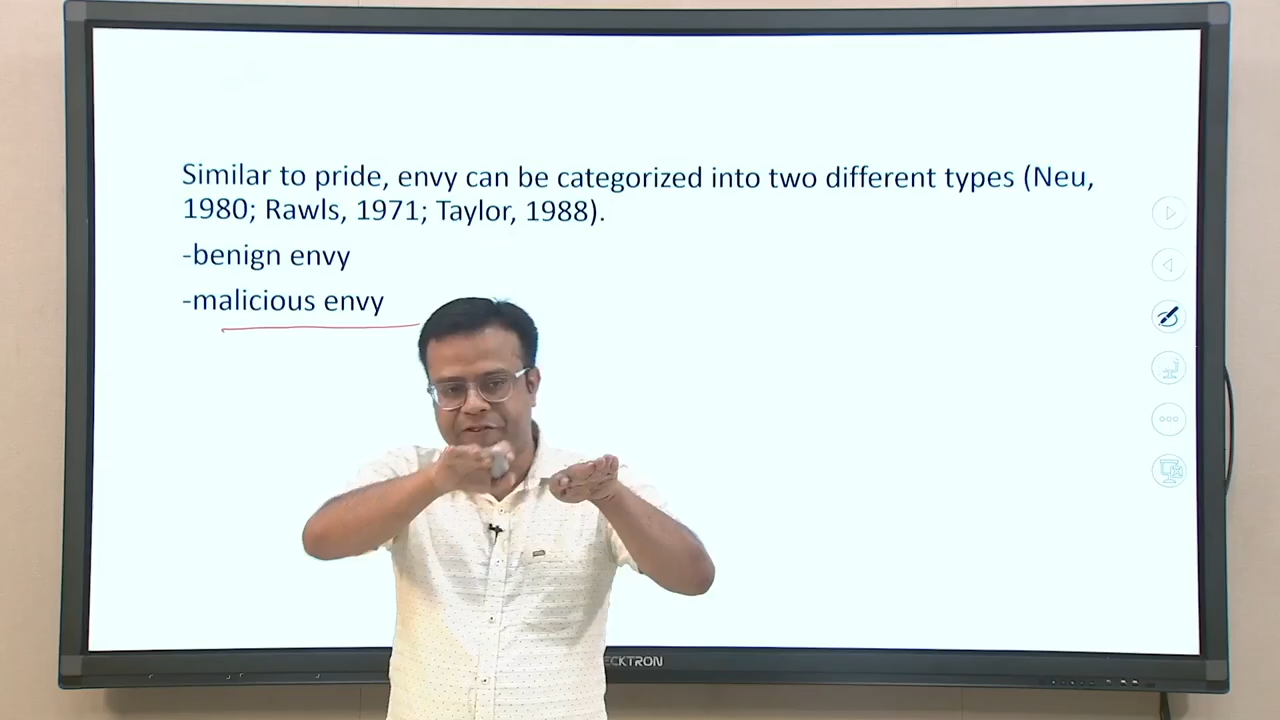 Similar to pride, envy can be categorized into two different types (Neu,
1980; Rawls, 1971; Taylor, 1988).
-benign envy
-malicious envy
ECKTRON